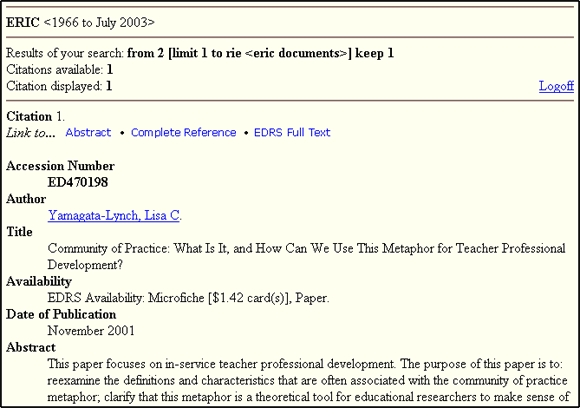 ERIC <1966 to July 2003>
Results of your search: from 2 [limit 1 to rie <eric documents>] keep 1
Citations available: 1
Citation displayed: 1 Logoff
Citation 1.
Link to... Abstract • Complete Reference • EDRS Full Text
Accession Number
ED470198
Author
Yamagata-Lynch, Lisa C.
Title
Community of Practice: What Is It, and How Can We Use This Metaphor for Teacher Professional
Development?
Availability
EDRS Availability: Microfiche [$1.42 card(s)], Paper.
Date of Publication
November 2001
Abstract
This paper focuses on in-service teacher professional development. The purpose of this paper is to:
reexamine the definitions and characteristics that are often associated with the community of practice
metaphor; clarify that this metaphor is a theoretical tool for educational researchers to make sense of